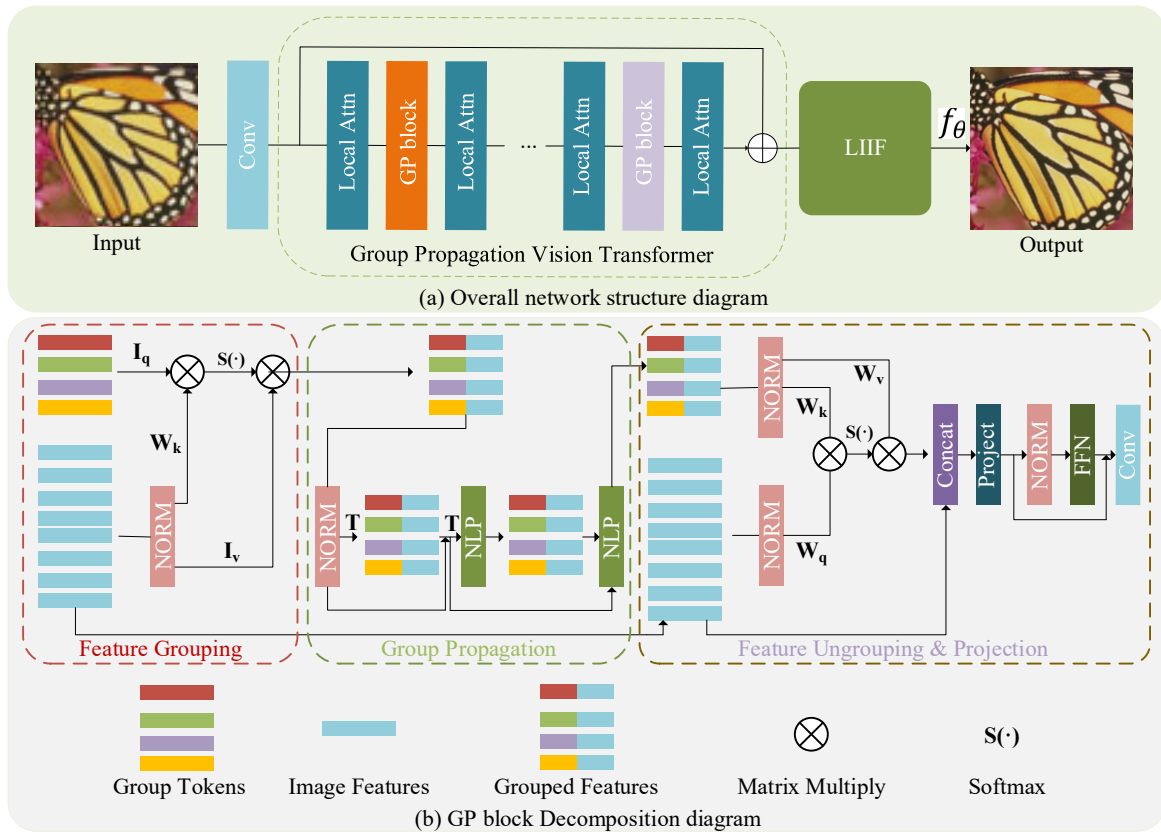 Conv
Local Attn
GP block
Local Attn
...
Local Attn
GP block
Local Attn
LIIF
fθ
Input
Group Propagation Vision Transformer
Output
(a) Overall network structure diagram
Iq
S(·)
Wk
NORM
Iv
Feature Grouping
NORM
T
T
NLP
NLP
Group Propagation
NORM
Wv
Wk
S(·)
NORM
Wq
Concat
Project
NORM
FFN
Conv
Feature Ungrouping & Projection
S(·)
Group Tokens
Image Features
Grouped Features
Matrix Multiply
Softmax
(b) GP block Decomposition diagram